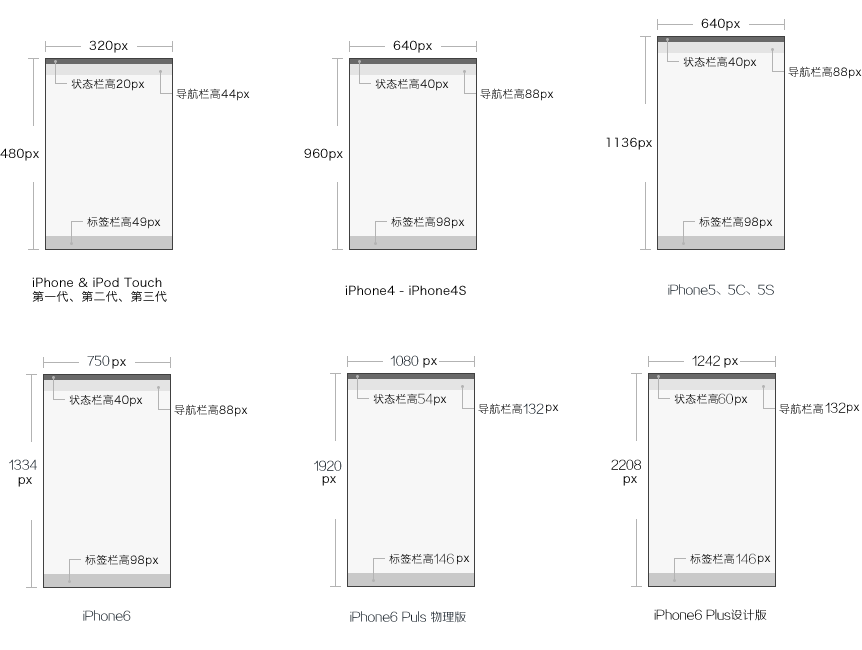 320px
状态栏高20px
导航栏高44px
480px
标签栏高49px
iPhone & iPod Touch
第一代、第二代、第三代
640px
状态栏高40px
导航栏高88px
960px
标签栏高98px
iPhone4 - iPhone4S
640px
状态栏高40px
导航栏高88px
1136px
标签栏高98px
iPhone5、5C、5S
750px
状态栏高40px
导航栏高88px
1334
px
标签栏高98px
iPhone6
1080 px
状态栏高54px
导航栏高132px
1920
px
标签栏高146px
iPhone6 Puls 物理版
1242 px
状态栏高60px
导航栏高132px
2208
px
标签栏高146px
iPhone6 Plus设计版